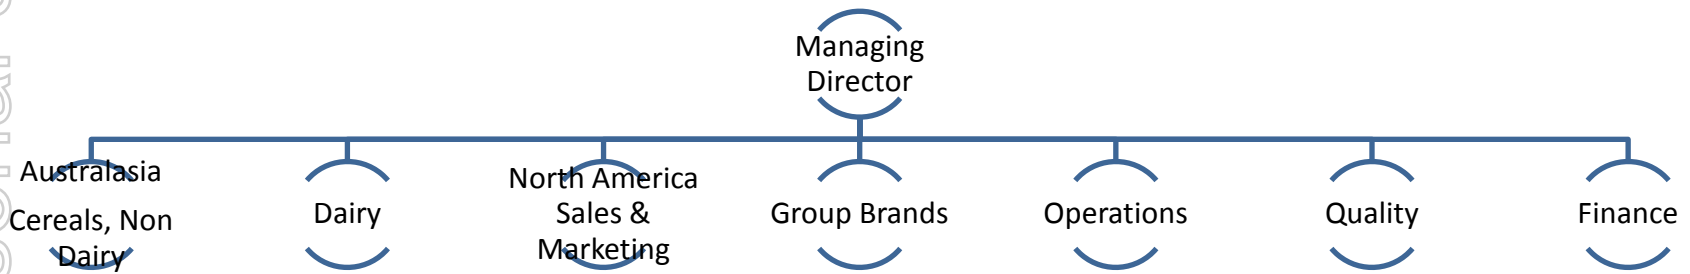 Managing
Director
Australasia
Cereals, Non
Dairy
Dairy
North America
Sales &
Marketing
Group Brands
Operations
Quality
Finance